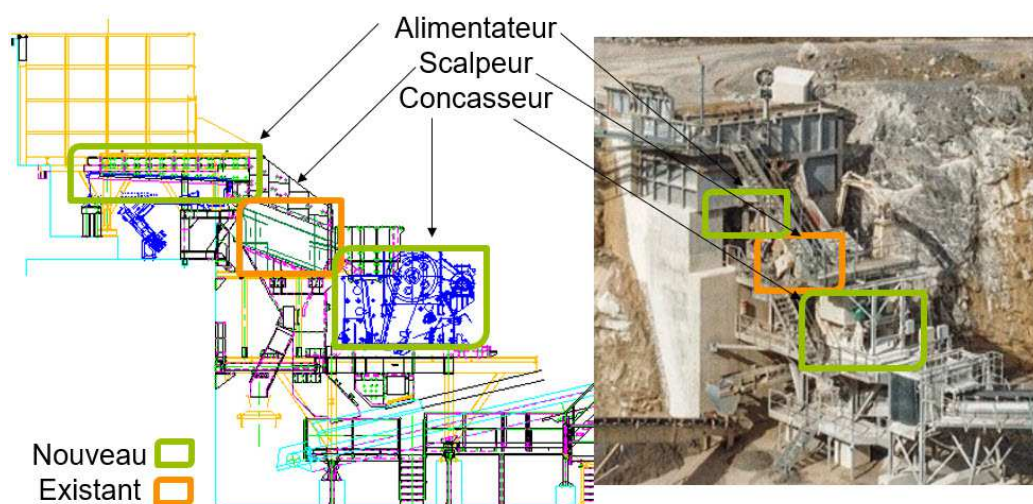 Alimentateur
Scalpeur
Concasseur
Nouveau
Existant